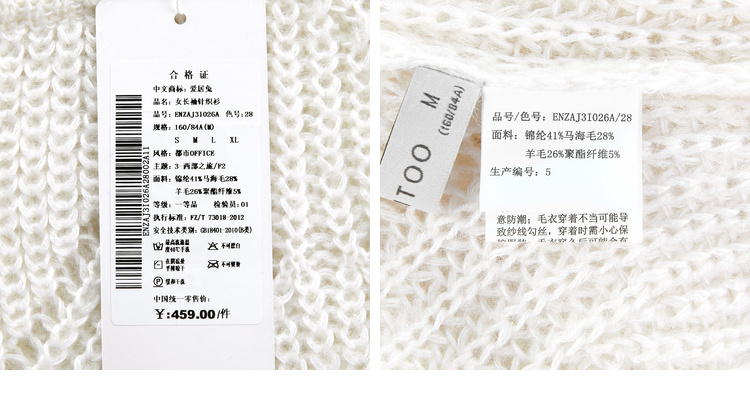 合格证
中文商标：爱居兔
品名：女长袖针织衫
品号：ENZAJ3I026A 色号：28
规格：160/84A(M)
S M L XL
风格：都市OFFICE
主题：3-西部之旅/F2
面料：锦纶41%马海毛28%
羊毛26%聚酯纤维5%
等级：一等品 检验员：01
执行标准：FZ/T 73018-2012
安全技术类别：GB18401-2010(B类)
不可漂白
中国统一零售价：
￥:459.00/件
ENZAJ3I026A28002A11
M
(160/84A)
ITOO
品号/色号：ENZAJ3I026A/28
面料：锦纶41%马海毛28%
羊毛26%聚酯纤维5%
生产编号：5
意防潮；毛衣穿着不当可能导
致纱线勾丝，穿着时需小心保